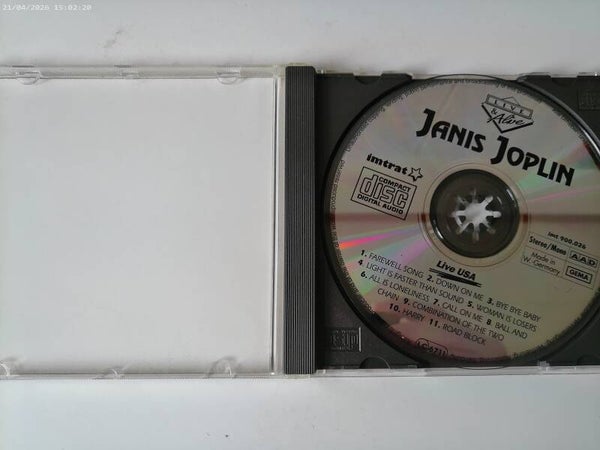 21/04/2026 15:02:20
LIVE
& Alive
JANIS JOPLIN
imtrat
COMPACT
disc
DIGITAL AUDIO
imt 900.026
Stereo/Mono AAD
Made in
W. Germany
GEMA
Live USA
1. FAREWELL SONG 2. DOWN ON ME 3. BYE BYE BABY
4 LIGHT IS FASTER THAN SOUND 5. WOMAN IS LOSERS
6. ALL IS LONELINESS 7. CALL ON ME 8. BALL AND
CHAIN 9. COMBINATION OF THE TWO
10. HARRY 11. ROAD BLOCK